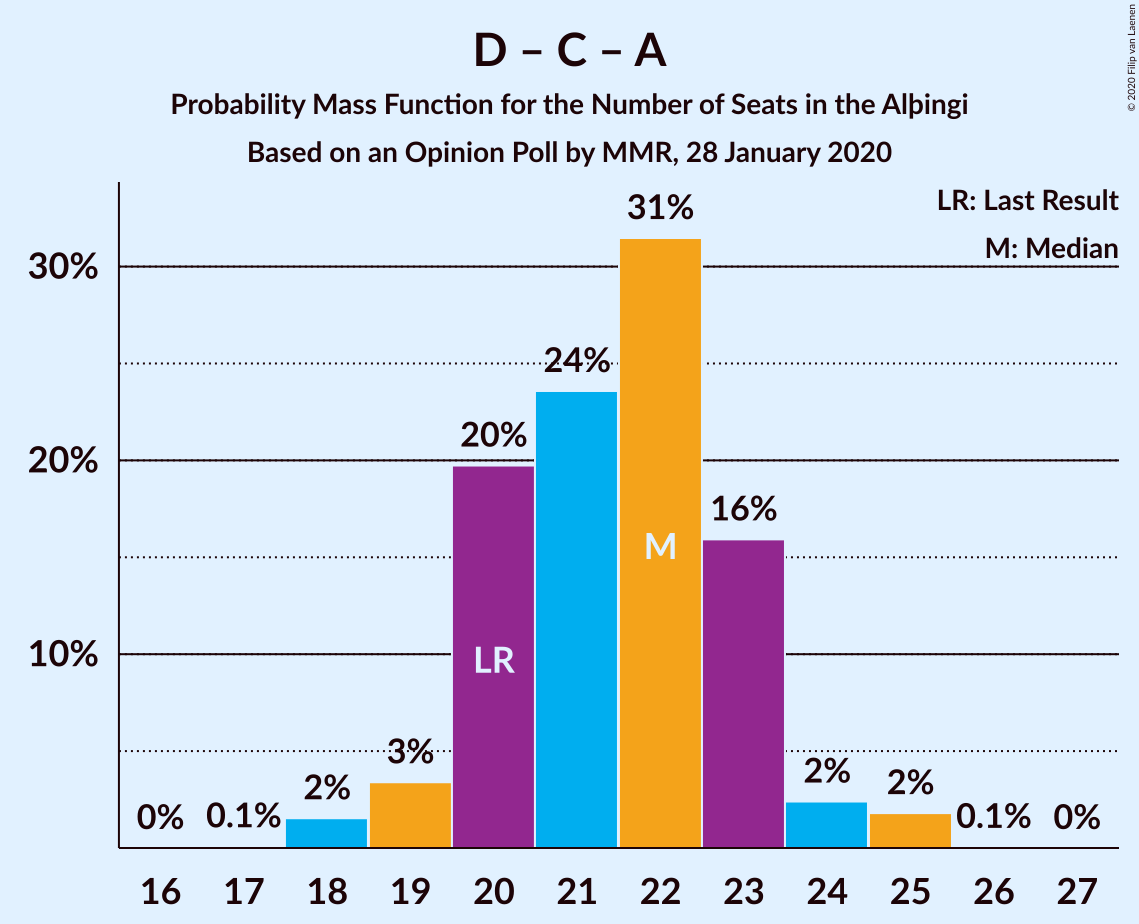 D – C – A
Probability Mass Function for the Number of Seats in the Alþingi
Based on an Opinion Poll by MMR, 28 January 2020
© 2020 Filip van Laenen
LR: Last Result
M: Median
31%
30%
24%
20%
20%
16%
M
LR
10%
3%
2%
2%
2%
0%
0.1%
0.1%
0%
16 17 18 19 20 21 22 23 24 25 26 27